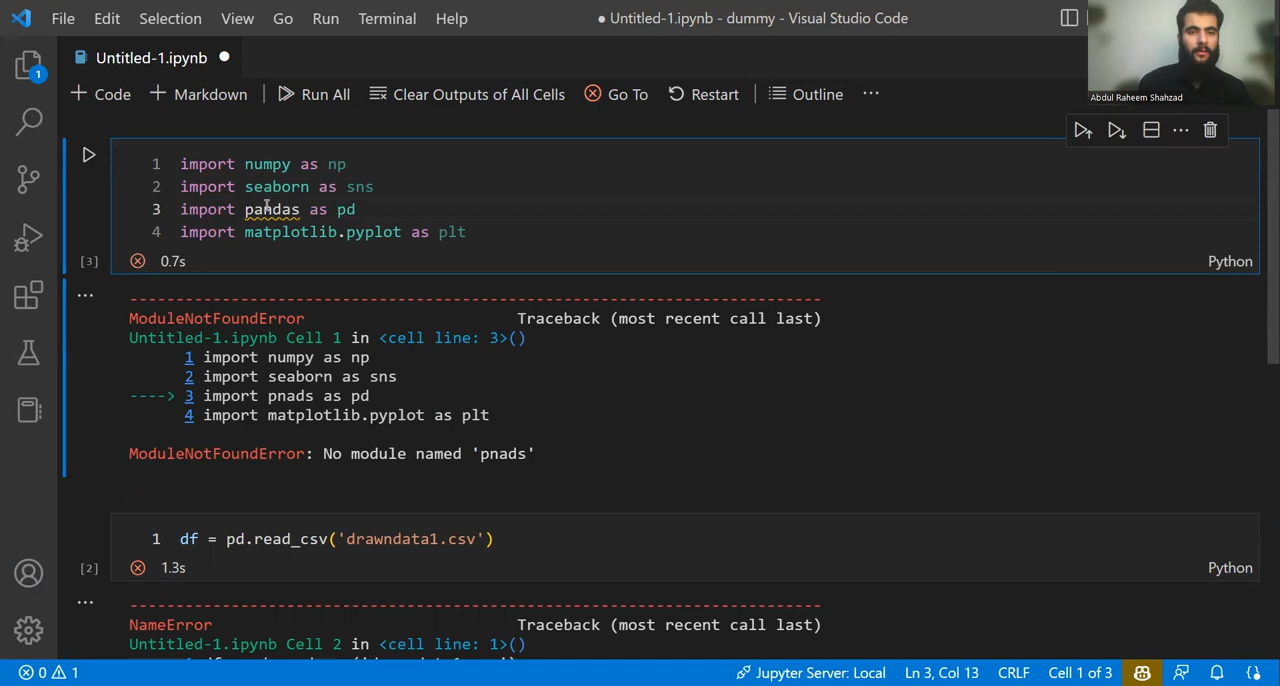 File Edit Selection View Go Run Terminal Help
● Untitled-1.ipynb - dummy - Visual Studio Code
Untitled-1.ipynb ●
Abdul Raheem Shahzad
1
+ Code + Markdown Run All Clear Outputs of All Cells Go To Restart Outline ...
1 import numpy as np
2 import seaborn as sns
3 import pandas as pd
4 import matplotlib.pyplot as plt
[3] 0.7s Python
---------------------------------------------------------------------------
ModuleNotFoundError Traceback (most recent call last)
Untitled-1.ipynb Cell 1 in <cell line: 3>()
1 import numpy as np
2 import seaborn as sns
----> 3 import pnads as pd
4 import matplotlib.pyplot as plt
ModuleNotFoundError: No module named 'pnads'
1 df = pd.read_csv('drawndata1.csv')
[2] 1.3s Python
---------------------------------------------------------------------------
NameError Traceback (most recent call last)
Untitled-1.ipynb Cell 2 in <cell line: 1>()
0 1 Jupyter Server: Local Ln 3, Col 13 CRLF Cell 1 of 3